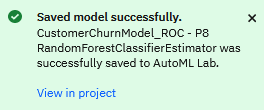 Saved model successfully.
CustomerChurnModel_ROC - P8
RandomForestClassifierEstimator was
successfully saved to AutoML Lab.
View in project